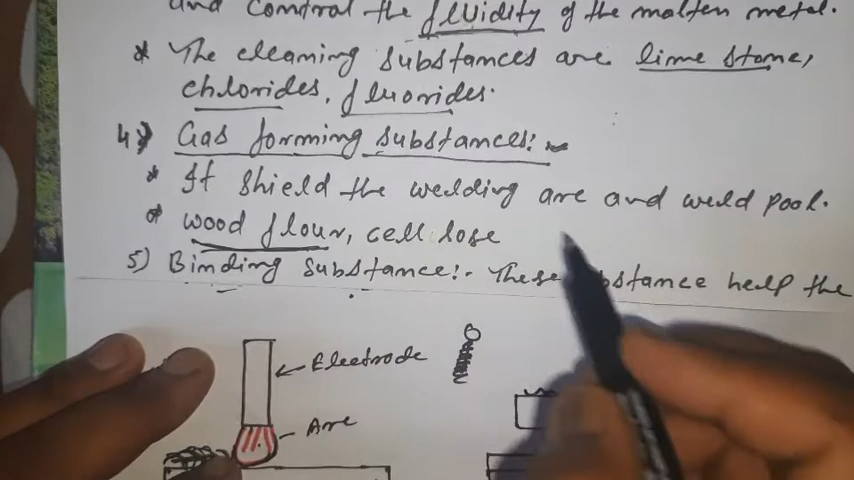 and control the fluidity of the molten metal.
* The cleaning substances are lime stone,
chlorides, fluorides.
4) Gas forming substances:-
* It shield the welding arc and weld pool.
* wood flour, cell lose
5) Binding substance:- These substance help the
Electrode
Arc